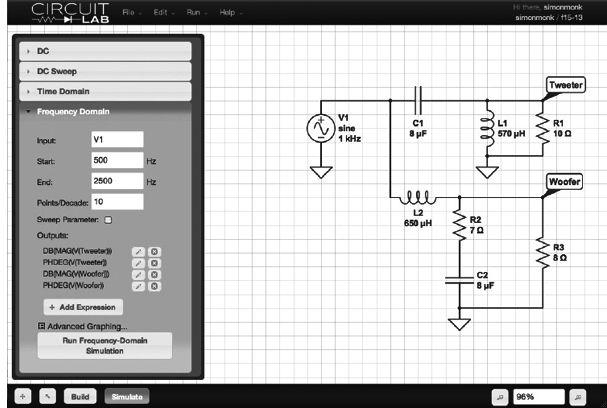 CIRCUIT LAB
File Edit Run Help
Hi there, simonmonk
simonmonk / f15-13
DC
DC Sweep
Time Domain
Frequency Domain
Input: V1
Start: 500 Hz
End: 2500 Hz
Points/Decade: 10
Sweep Parameter:
Outputs:
DB(MAG(V(Tweeter)))
PHDEG(V(Tweeter))
DB(MAG(V(Woofer)))
PHDEG(V(Woofer))
+ Add Expression
Advanced Graphing...
Run Frequency-Domain
Simulation
V1
sine
1 kHz
C1
8 µF
L1
570 µH
Tweeter
R1
10 Ω
L2
650 µH
Woofer
R2
7 Ω
C2
8 µF
R3
8 Ω
Build Simulate 96%